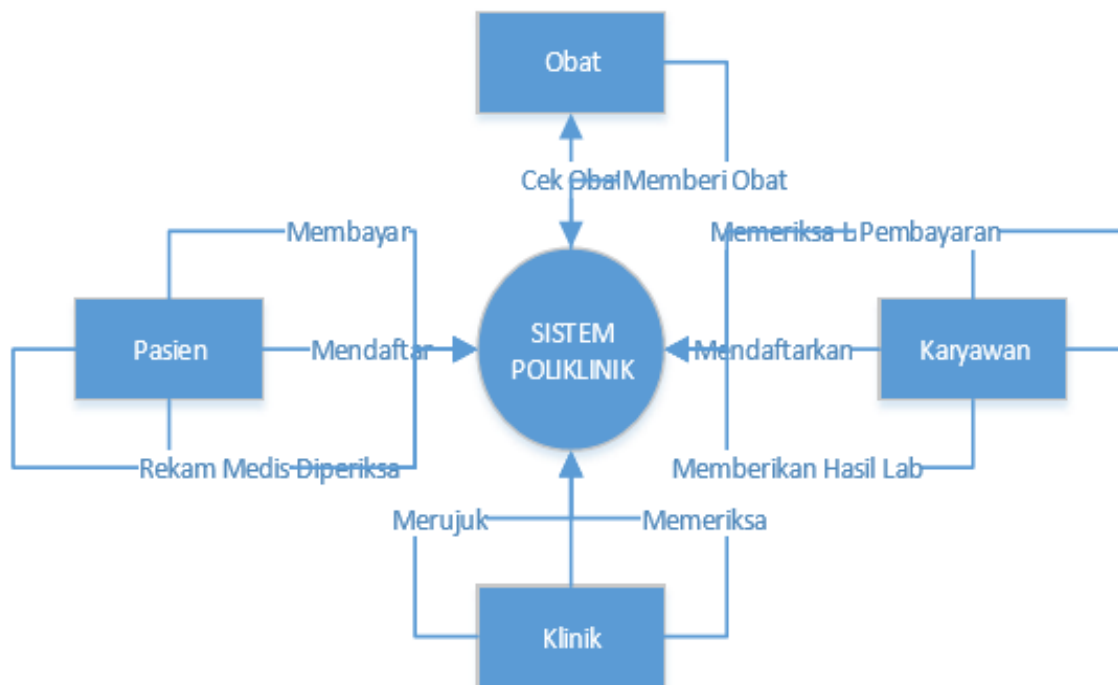 Obat
Cek Obat Memberi Obat
Membayar
Memeriksa Pembayaran
Pasien
Mendaftar
SISTEM
POLIKLINIK
Mendaftarkan
Karyawan
Rekam Medis Diperiksa
Memberikan Hasil Lab
Merujuk
Memeriksa
Klinik